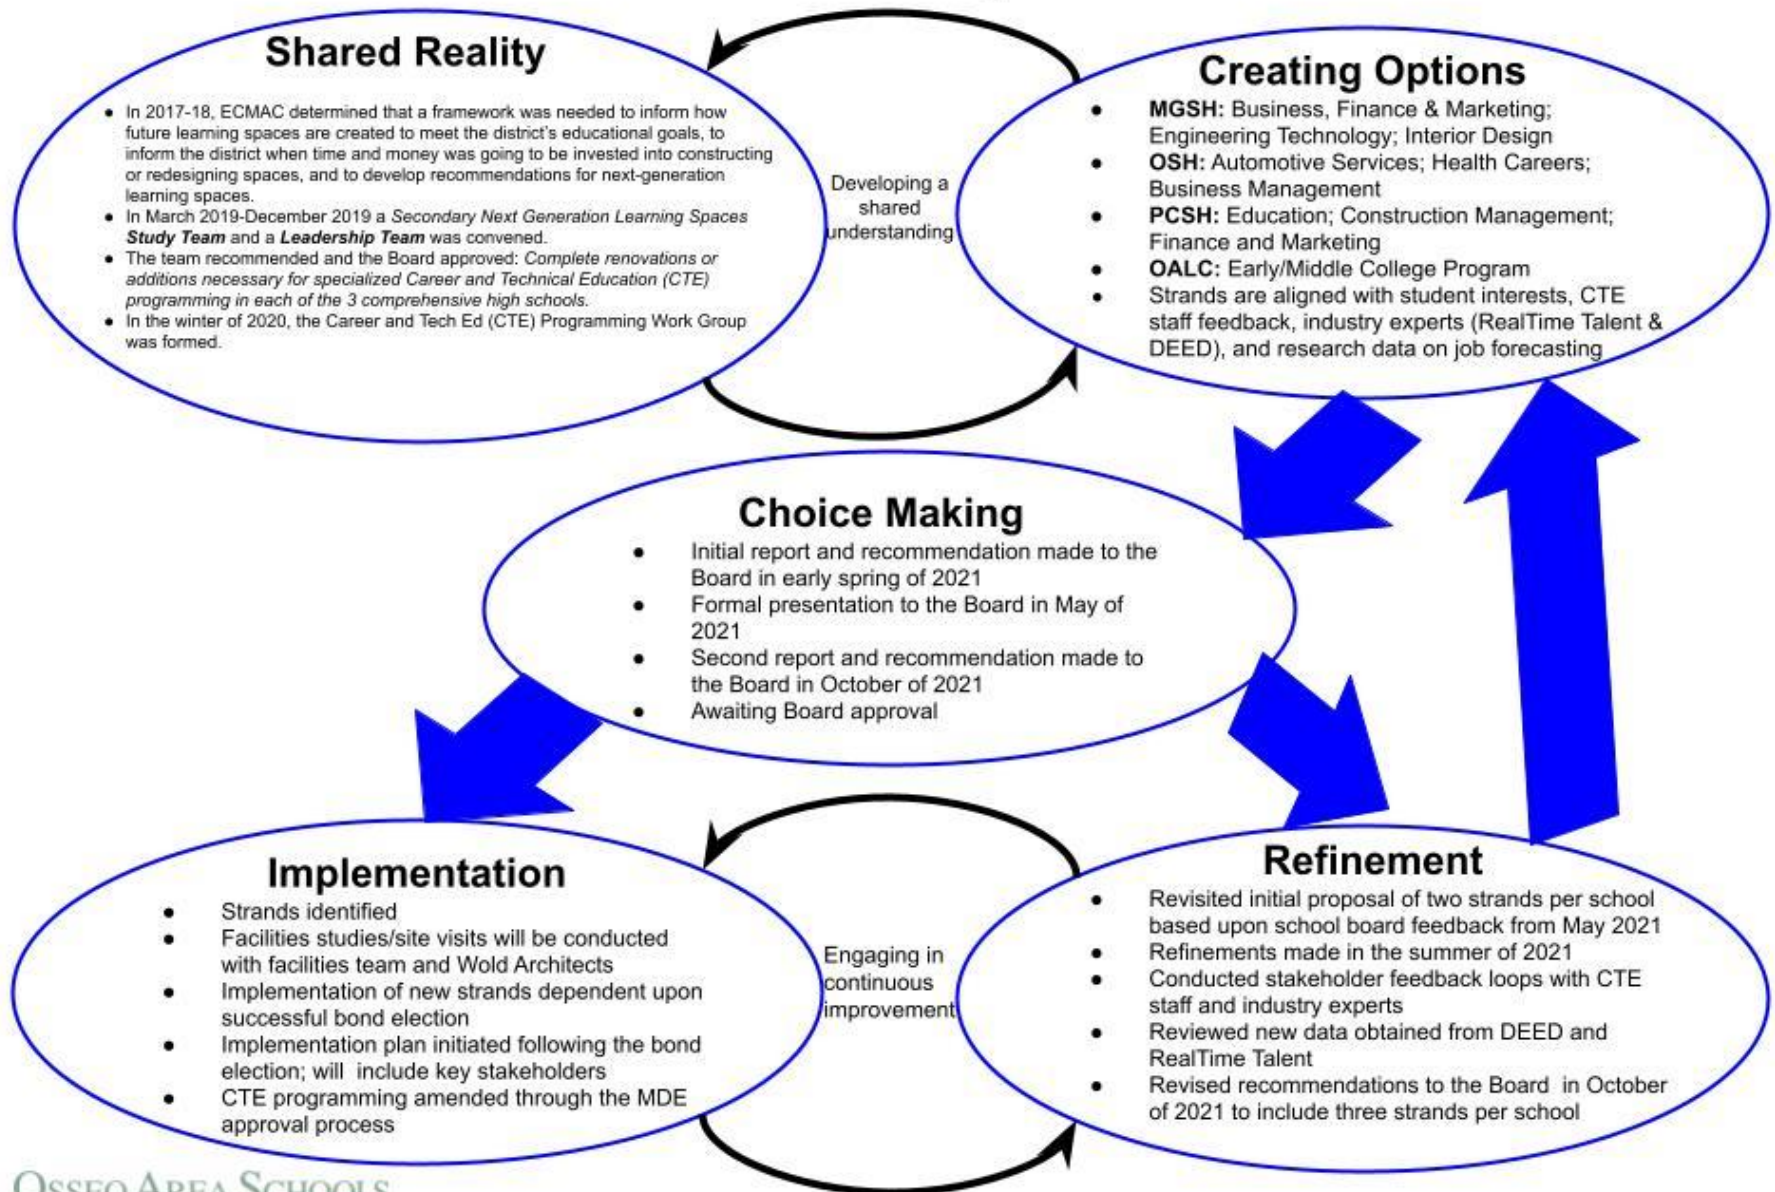 Shared Reality
● In 2017-18, ECMAC determined that a framework was needed to inform how
future learning spaces are created to meet the district's educational goals, to
inform the district when time and money was going to be invested into constructing
or redesigning spaces, and to develop recommendations for next-generation
learning spaces.
● In March 2019-December 2019 a Secondary Next Generation Learning Spaces
Study Team and a Leadership Team was convened.
● The team recommended and the Board approved: Complete renovations or
additions necessary for specialized Career and Technical Education (CTE)
programming in each of the 3 comprehensive high schools.
● In the winter of 2020, the Career and Tech Ed (CTE) Programming Work Group
was formed.
Developing a
shared
understanding
Creating Options
● MGSH: Business, Finance & Marketing;
Engineering Technology; Interior Design
● OSH: Automotive Services; Health Careers;
Business Management
● PCSH: Education; Construction Management;
Finance and Marketing
● OALC: Early/Middle College Program
● Strands are aligned with student interests, CTE
staff feedback, industry experts (RealTime Talent &
DEED), and research data on job forecasting
Choice Making
● Initial report and recommendation made to the
Board in early spring of 2021
● Formal presentation to the Board in May of
2021
● Second report and recommendation made to
the Board in October of 2021
● Awaiting Board approval
Implementation
● Strands identified
● Facilities studies/site visits will be conducted
with facilities team and Wold Architects
● Implementation of new strands dependent upon
successful bond election
● Implementation plan initiated following the bond
election; will include key stakeholders
● CTE programming amended through the MDE
approval process
Engaging in
continuous
improvement
Refinement
● Revisited initial proposal of two strands per school
based upon school board feedback from May 2021
● Refinements made in the summer of 2021
● Conducted stakeholder feedback loops with CTE
staff and industry experts
● Reviewed new data obtained from DEED and
RealTime Talent
● Revised recommendations to the Board in October
of 2021 to include three strands per school
OSSEO AREA SCHOOLS